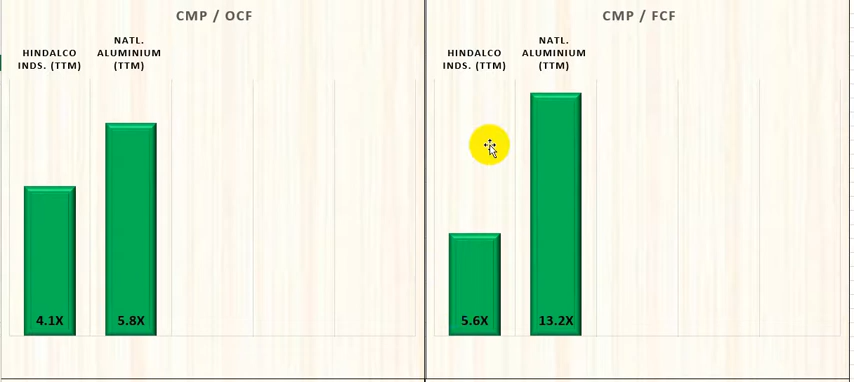 CMP / OCF
HINDALCO
INDS. (TTM)
NATL.
ALUMINIUM
(TTM)
4.1X
5.8X
CMP / FCF
HINDALCO
INDS. (TTM)
NATL.
ALUMINIUM
(TTM)
5.6X
13.2X